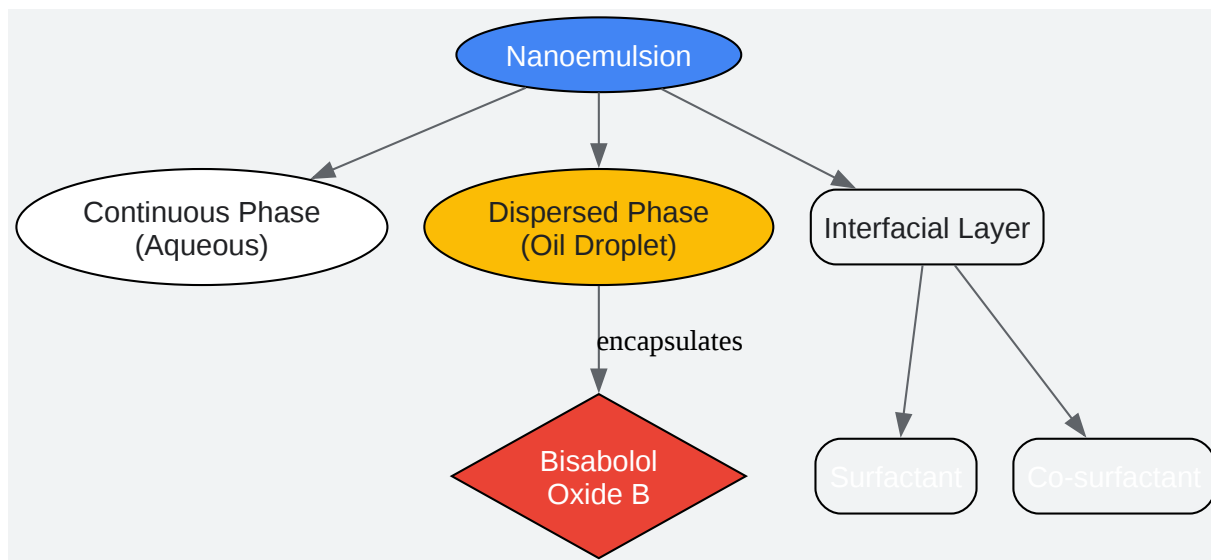 Nanoemulsion
Continuous Phase
(Aqueous)
Dispersed Phase
(Oil Droplet)
Interfacial Layer
encapsulates
Bisabolol
Oxide B
Surfactant
Co-surfactant